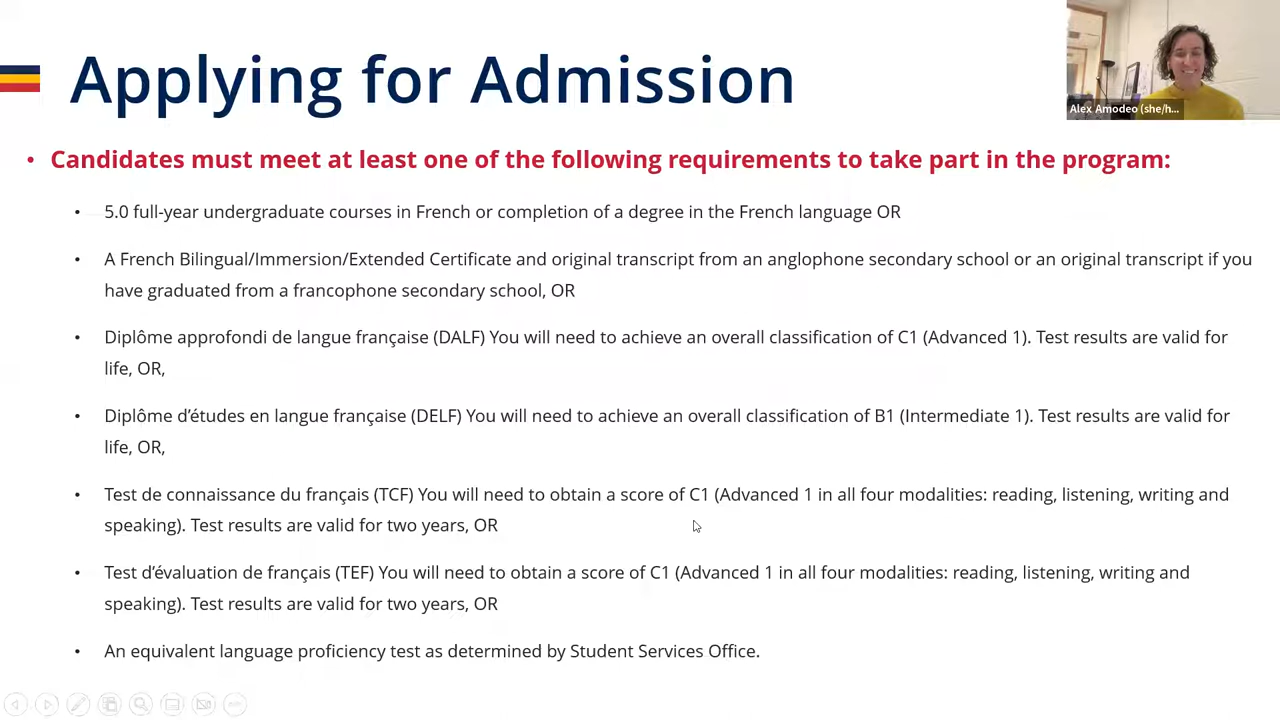 Applying for Admission
Alex Amodeo (she/h...
• Candidates must meet at least one of the following requirements to take part in the program:
• 5.0 full-year undergraduate courses in French or completion of a degree in the French language OR
• A French Bilingual/Immersion/Extended Certificate and original transcript from an anglophone secondary school or an original transcript if you
have graduated from a francophone secondary school, OR
• Diplôme approfondi de langue française (DALF) You will need to achieve an overall classification of C1 (Advanced 1). Test results are valid for
life, OR,
• Diplôme d’études en langue française (DELF) You will need to achieve an overall classification of B1 (Intermediate 1). Test results are valid for
life, OR,
• Test de connaissance du français (TCF) You will need to obtain a score of C1 (Advanced 1 in all four modalities: reading, listening, writing and
speaking). Test results are valid for two years, OR
• Test d’évaluation de français (TEF) You will need to obtain a score of C1 (Advanced 1 in all four modalities: reading, listening, writing and
speaking). Test results are valid for two years, OR
• An equivalent language proficiency test as determined by Student Services Office.